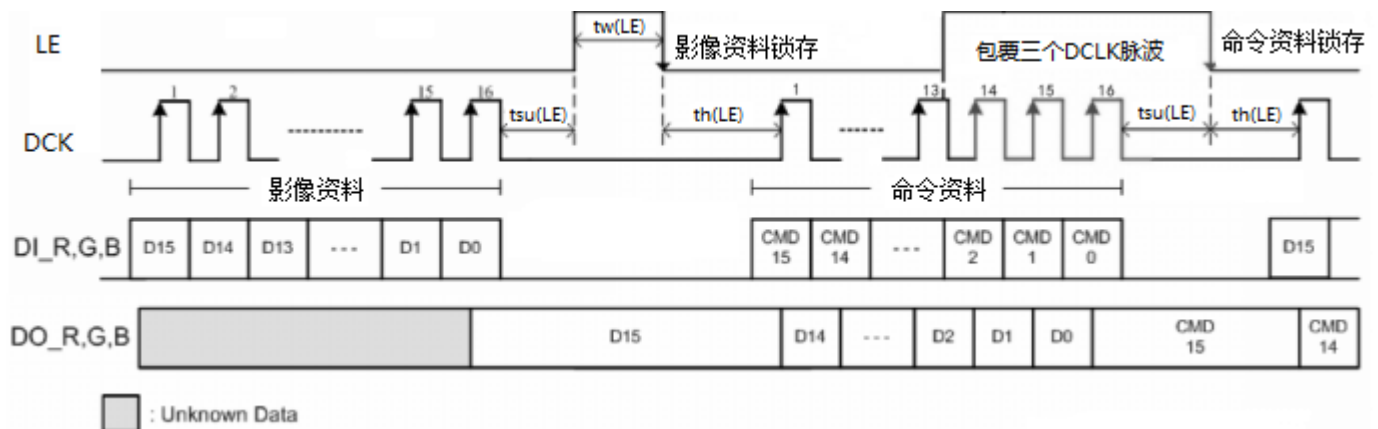 LE
tw(LE)
影像资料锁存
包覆三个DCLK脉波
命令资料锁存
DCK
1
2
15
16
tsu(LE)
th(LE)
1
13
14
15
16
tsu(LE)
th(LE)
影像资料
命令资料
DI_R,G,B
D15
D14
D13
---
D1
D0
CMD
15
CMD
14
---
CMD
2
CMD
1
CMD
0
D15
DO_R,G,B
D15
D14
---
D2
D1
D0
CMD
15
CMD
14
: Unknown Data